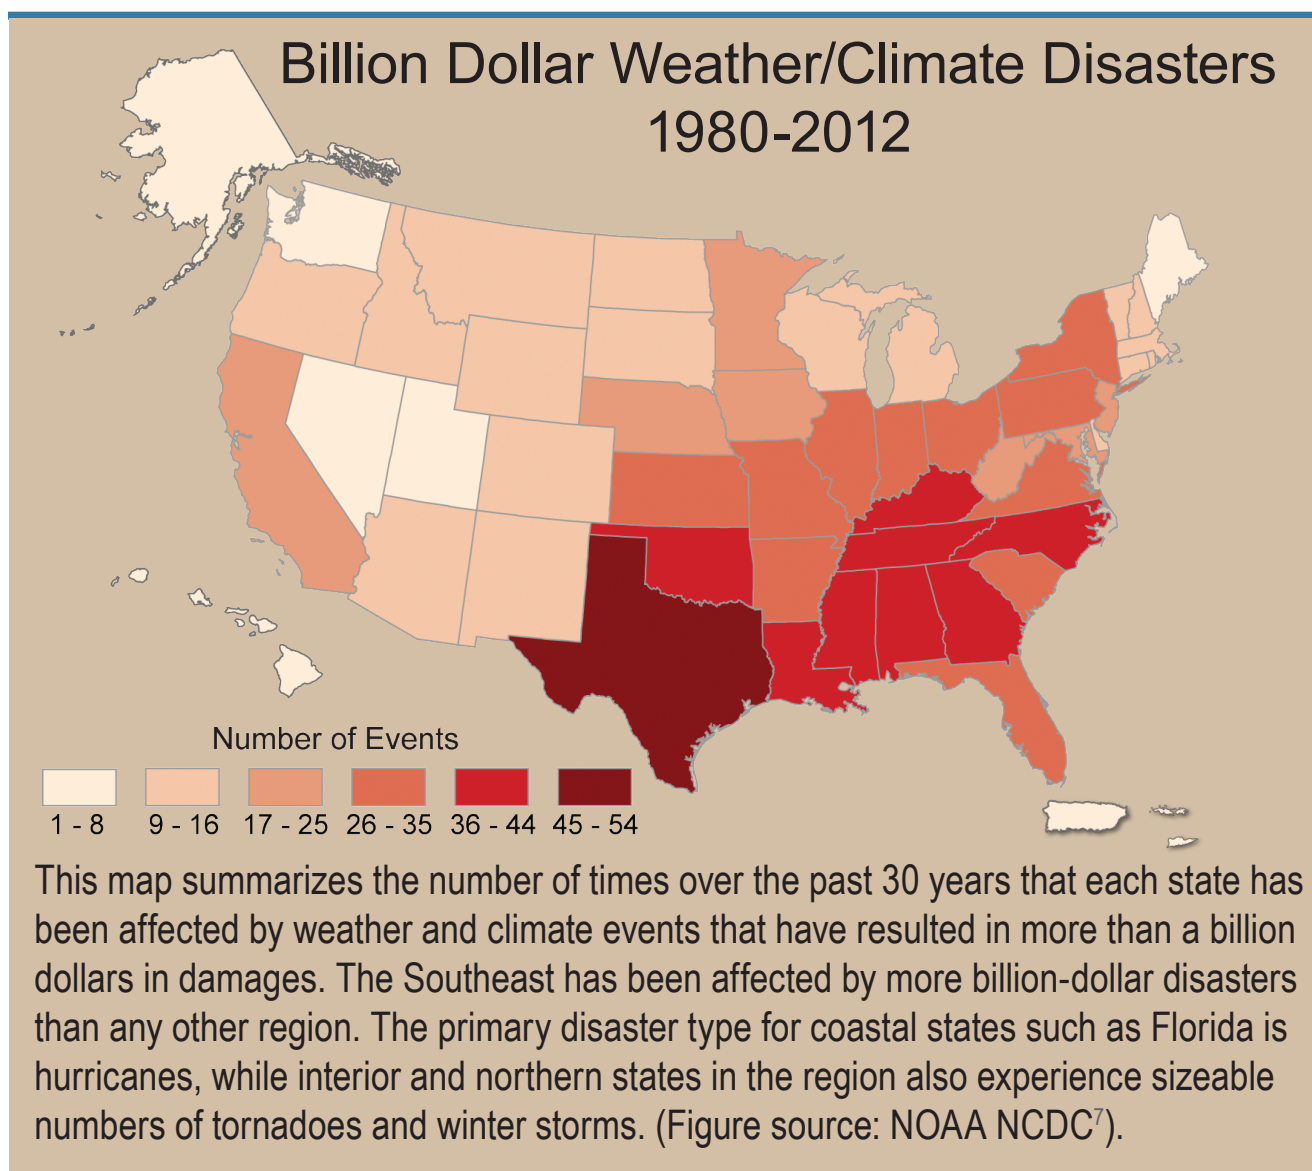 Billion Dollar Weather/Climate Disasters
1980-2012
Number of Events
1 - 8 9 - 16 17 - 25 26 - 35 36 - 44 45 - 54
This map summarizes the number of times over the past 30 years that each state has
been affected by weather and climate events that have resulted in more than a billion
dollars in damages. The Southeast has been affected by more billion-dollar disasters
than any other region. The primary disaster type for coastal states such as Florida is
hurricanes, while interior and northern states in the region also experience sizeable
numbers of tornadoes and winter storms. (Figure source: NOAA NCDC⁷).